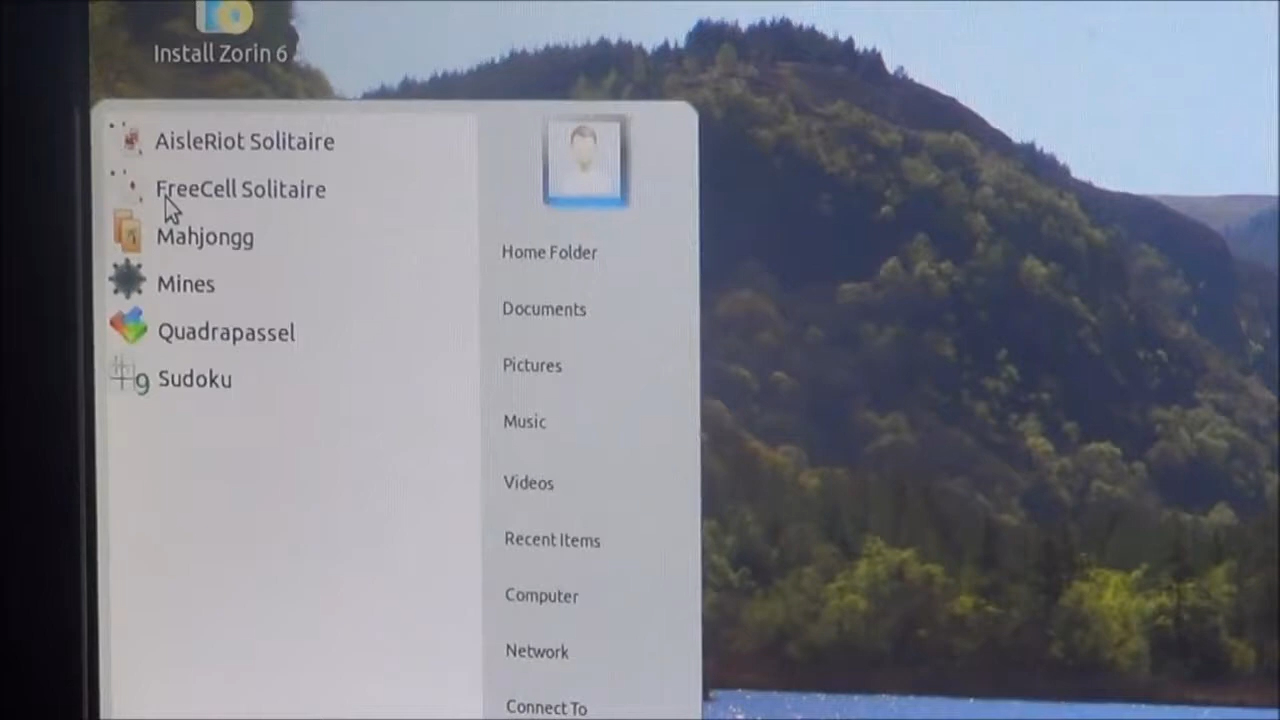 Install Zorin 6
AisleRiot Solitaire
FreeCell Solitaire
Mahjongg
Mines
Quadrapassel
Sudoku
Home Folder
Documents
Pictures
Music
Videos
Recent Items
Computer
Network
Connect To